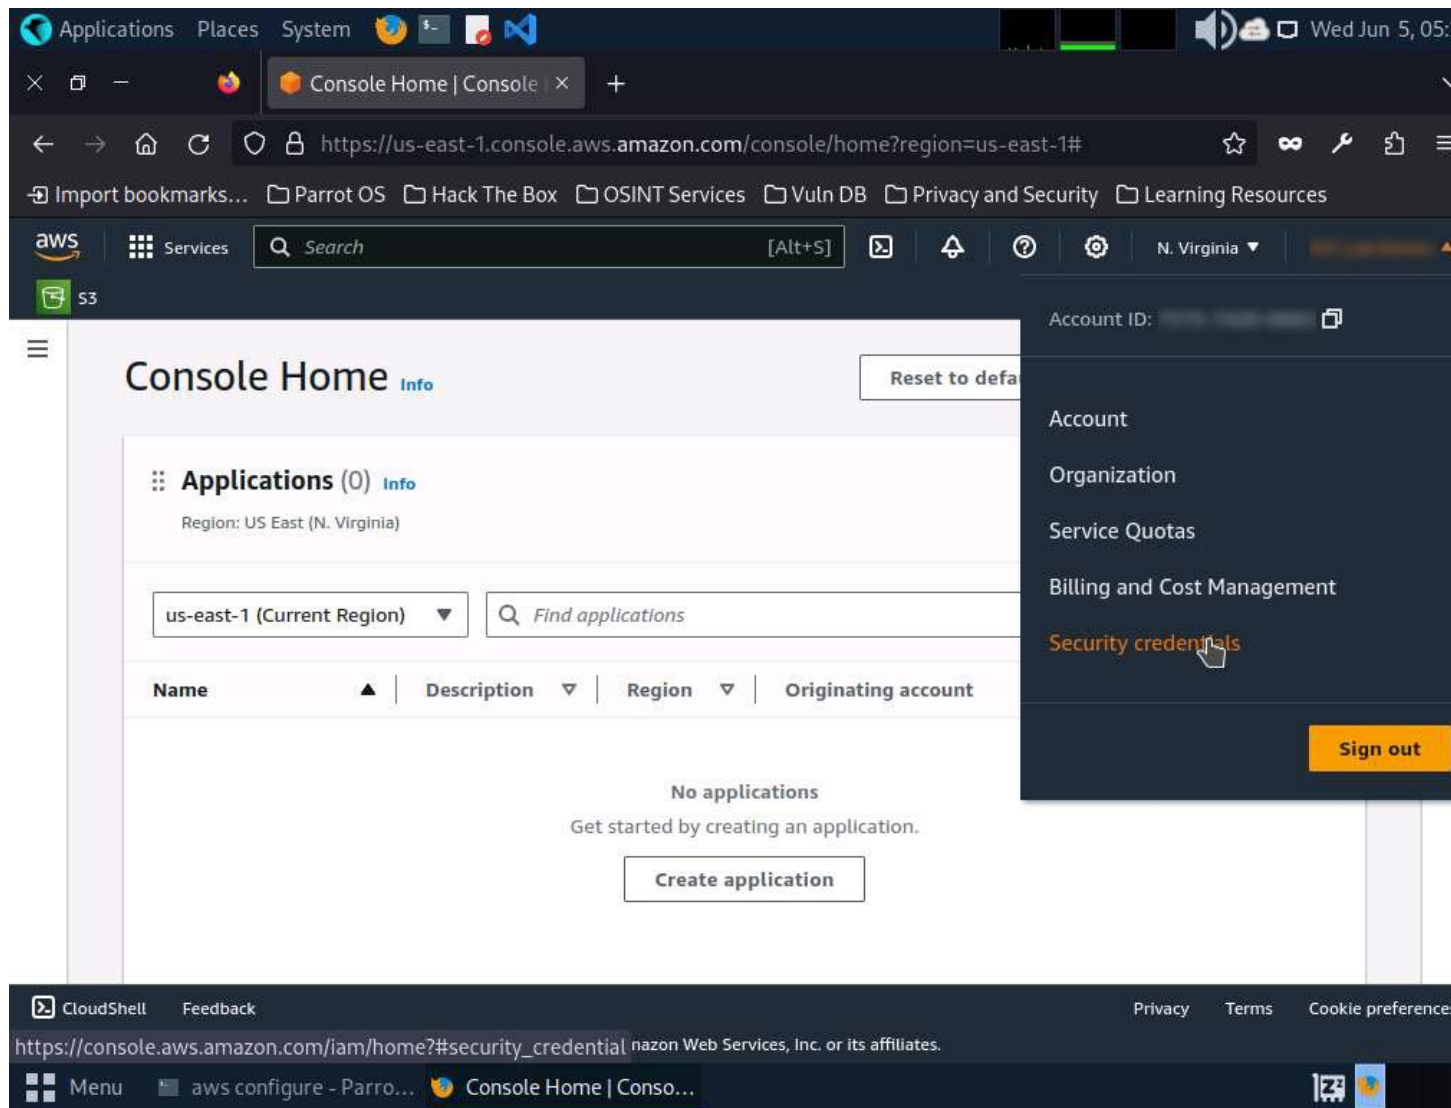 Applications Places System Wed Jun 5, 05:
Console Home | Console
https://us-east-1.console.aws.amazon.com/console/home?region=us-east-1#
Import bookmarks... Parrot OS Hack The Box OSINT Services Vuln DB Privacy and Security Learning Resources
aws Services Search [Alt+S] N. Virginia
S3
Account ID:
Console Home Info
Reset to defau
Account
Applications (0) Info
Organization
Region: US East (N. Virginia)
Service Quotas
Billing and Cost Management
us-east-1 (Current Region) Find applications
Security credentials
Name Description Region Originating account
Sign out
No applications
Get started by creating an application.
Create application
CloudShell Feedback Privacy Terms Cookie preferences
https://console.aws.amazon.com/iam/home?#security_credential nazon Web Services, Inc. or its affiliates.
Menu aws configure - Parro... Console Home | Conso...